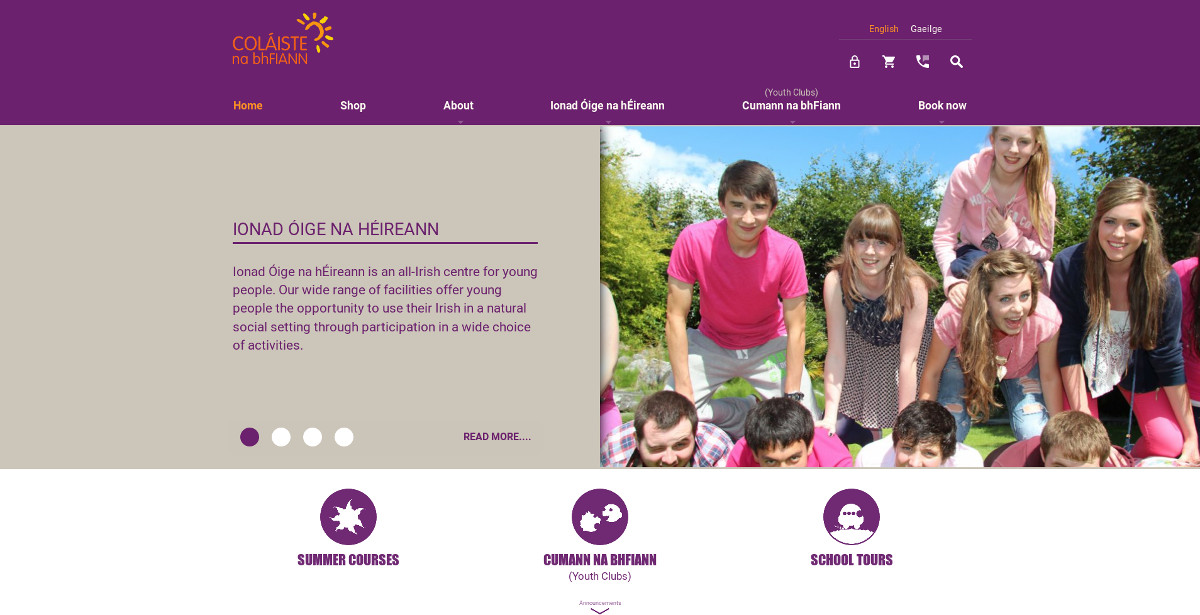 COLÁISTE
na bhFIANN
English Gaeilge
(Youth Clubs)
Home Shop About Ionad Óige na hÉireann Cumann na bhFiann Book now
IONAD ÓIGE NA HÉIREANN
Ionad Óige na hÉireann is an all-Irish centre for young
people. Our wide range of facilities offer young
people the opportunity to use their Irish in a natural
social setting through participation in a wide choice
of activities.
READ MORE....
SUMMER COURSES CUMANN NA BHFIANN SCHOOL TOURS
(Youth Clubs)
Announcements